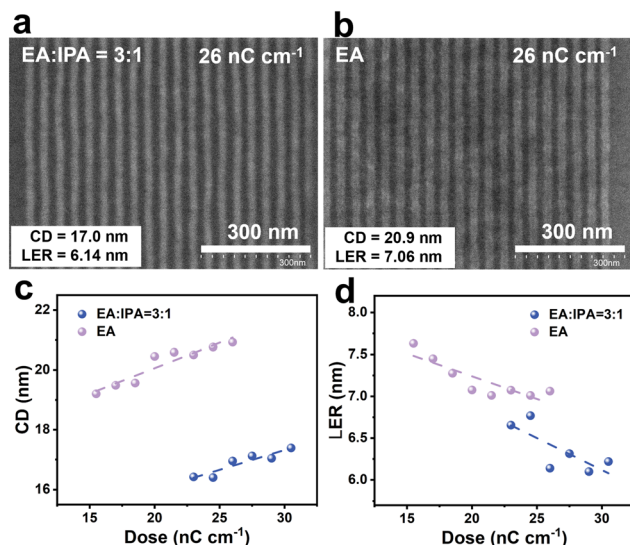 a
EA:IPA = 3:1 26 nC cm⁻¹
CD = 17.0 nm
LER = 6.14 nm
300 nm
300nm
b
EA 26 nC cm⁻¹
CD = 20.9 nm
LER = 7.06 nm
300 nm
300nm
c
EA:IPA=3:1
EA
CD (nm)
22
20
18
16
15 20 25 30
Dose (nC cm⁻¹)
d
EA:IPA=3:1
EA
LER (nm)
8.0
7.5
7.0
6.5
6.0
15 20 25 30
Dose (nC cm⁻¹)